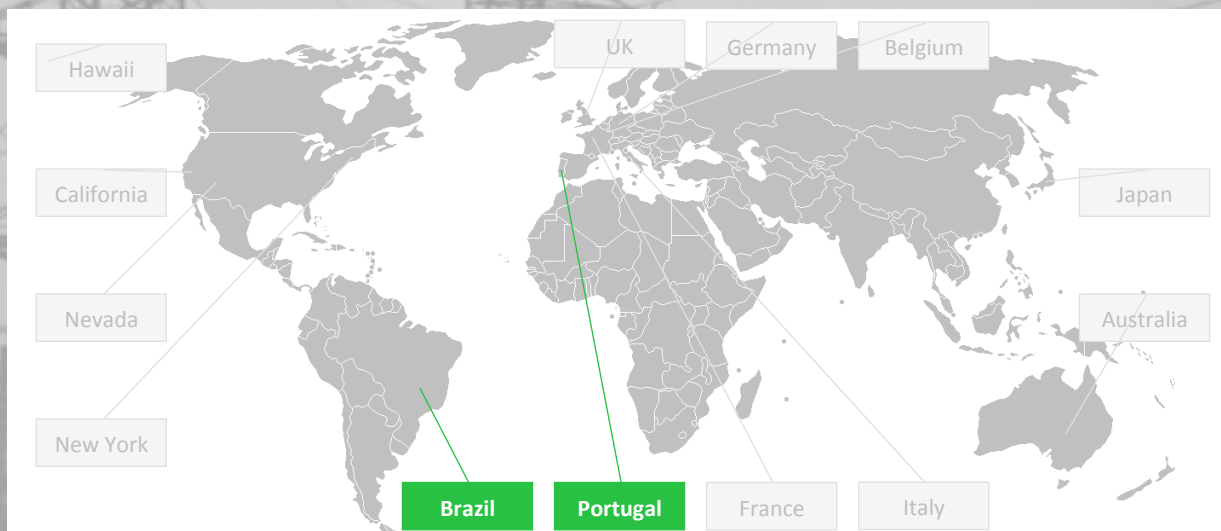 UK
Germany
Belgium
Hawaii
California
Japan
Nevada
Australia
New York
Brazil
Portugal
France
Italy